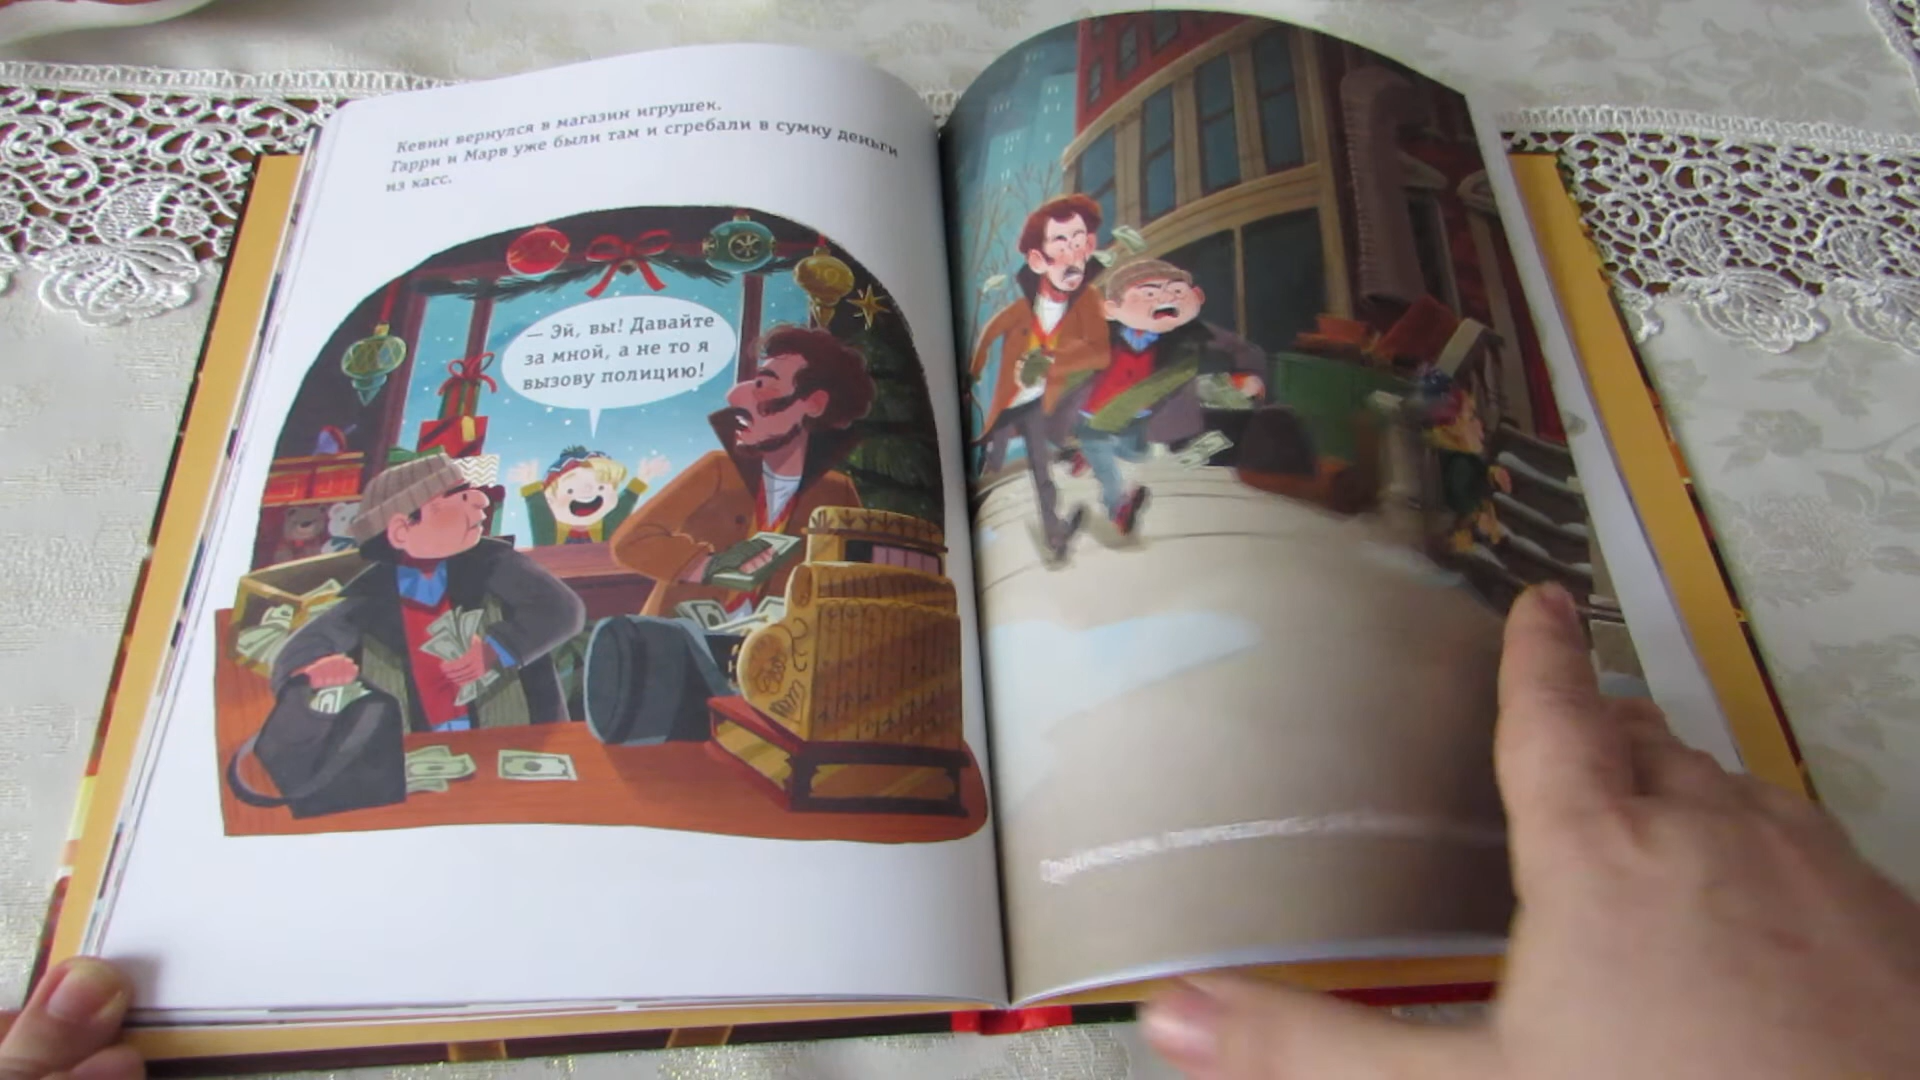 Кевин вернулся в магазин игрушек.
Гарри и Марв уже были там и сгребали в сумку деньги
из касс.
— Эй, вы! Давайте
за мной, а не то я
вызову полицию!